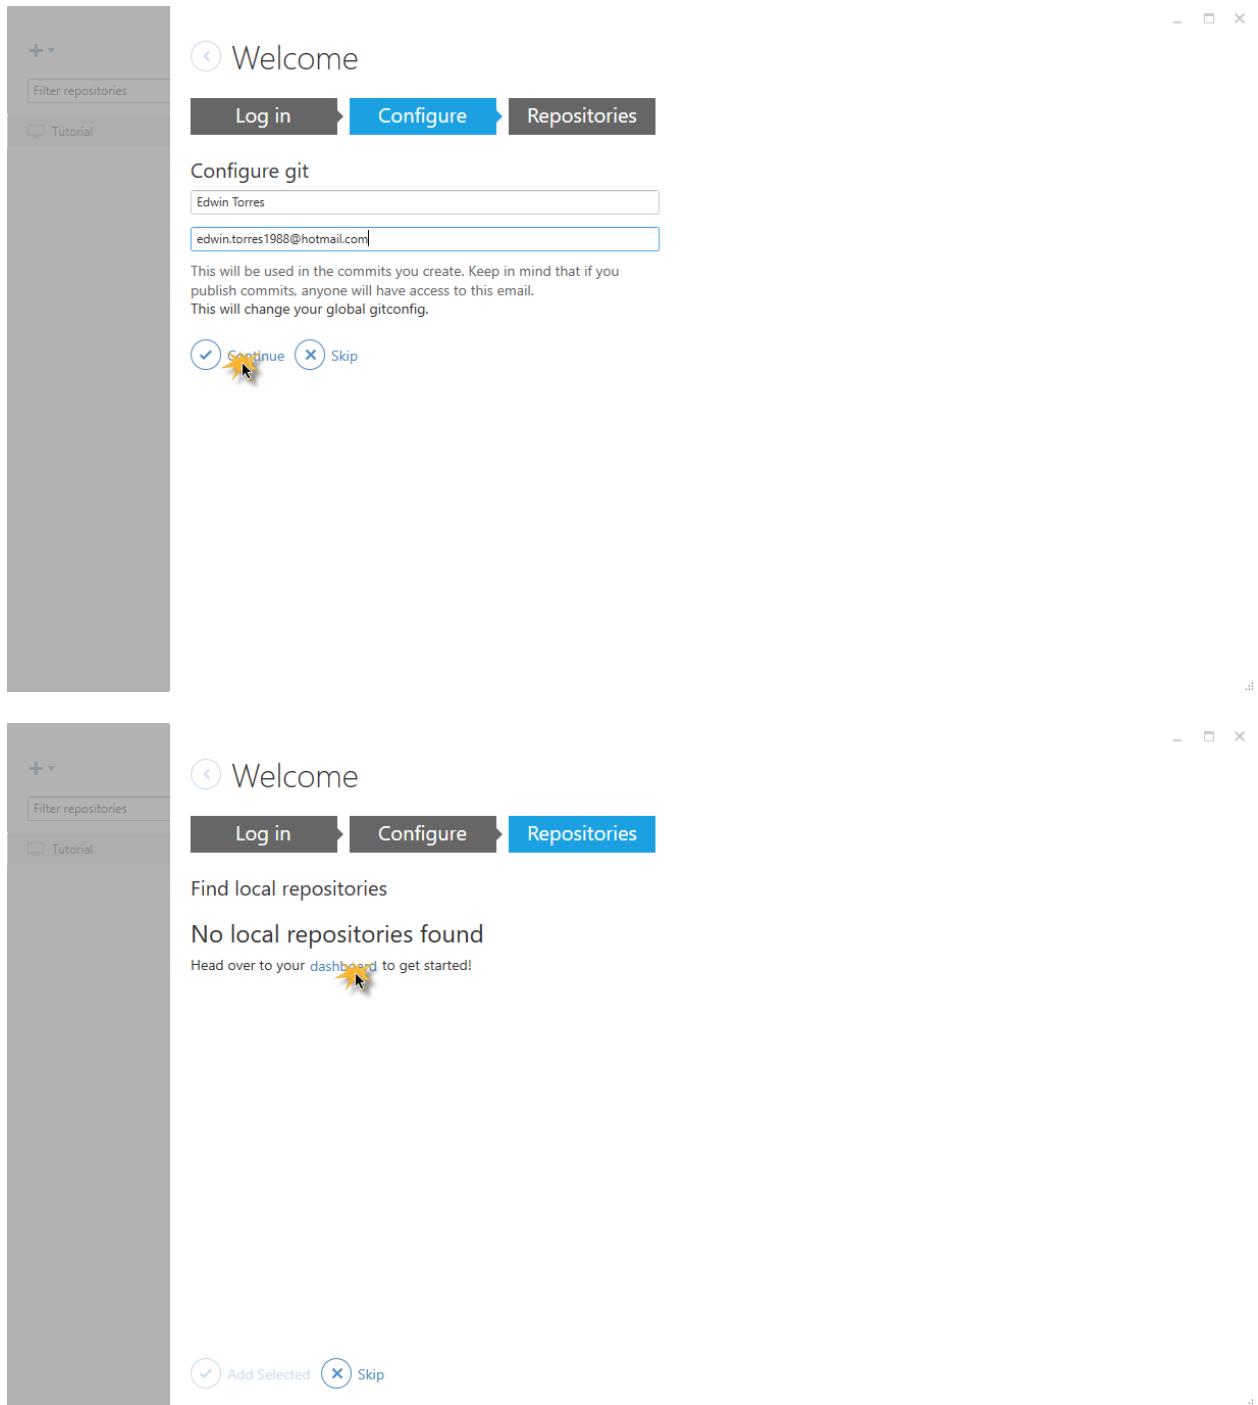 Welcome
Filter repositories
Log in Configure Repositories
Tutorial
Configure git
Edwin Torres
edwin.torres1988@hotmail.com
This will be used in the commits you create. Keep in mind that if you
publish commits, anyone will have access to this email.
This will change your global gitconfig.
Continue Skip
Welcome
Filter repositories
Log in Configure Repositories
Tutorial
Find local repositories
No local repositories found
Head over to your dashboard to get started!
Add Selected Skip